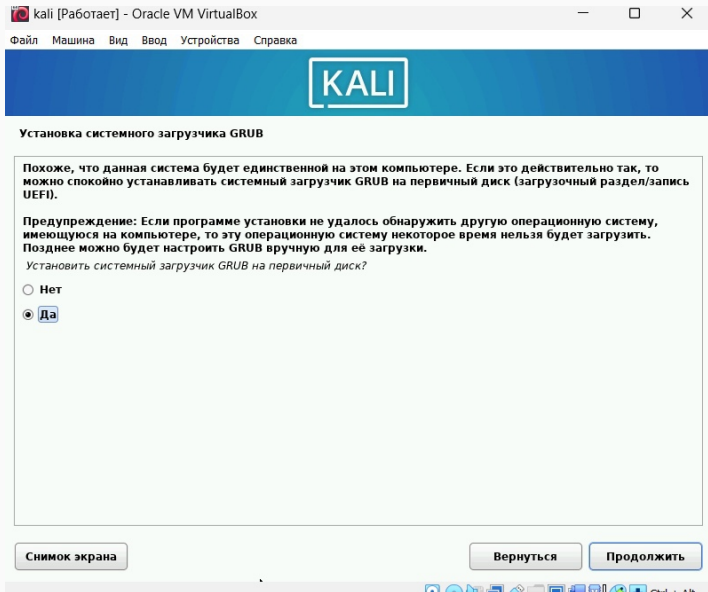 kali [Работает] - Oracle VM VirtualBox
Файл Машина Вид Ввод Устройства Справка
KALI
Установка системного загрузчика GRUB
Похоже, что данная система будет единственной на этом компьютере. Если это действительно так, то
можно спокойно устанавливать системный загрузчик GRUB на первичный диск (загрузочный раздел/запись
UEFI).
Предупреждение: Если программе установки не удалось обнаружить другую операционную систему,
имеющуюся на компьютере, то эту операционную систему некоторое время нельзя будет загрузить.
Позднее можно будет настроить GRUB вручную для её загрузки.
Установить системный загрузчик GRUB на первичный диск?
Нет
Да
Снимок экрана
Вернуться
Продолжить